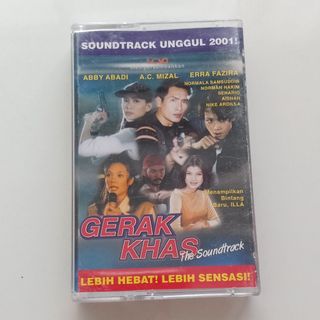 SOUNDTRACK UNGGUL 2001!
ABBY ABADI A.C. MIZAL ERRA FAZIRA
NORMALA SAMSUDIN
NORMAN HAKIM
SEHARIO
AISHAH
NIKE ARDILLA
Menampilkan
Bintang
Baru, ILLA
GERAK
KHAS
The Soundtrack
LEBIH HEBAT! LEBIH SENSASI!